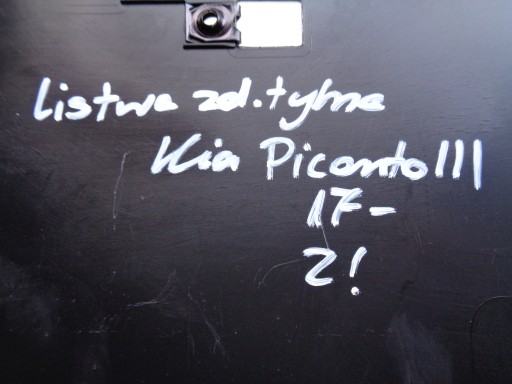 Listwa zd.tylna
Kia Picanto III
17-
Z!